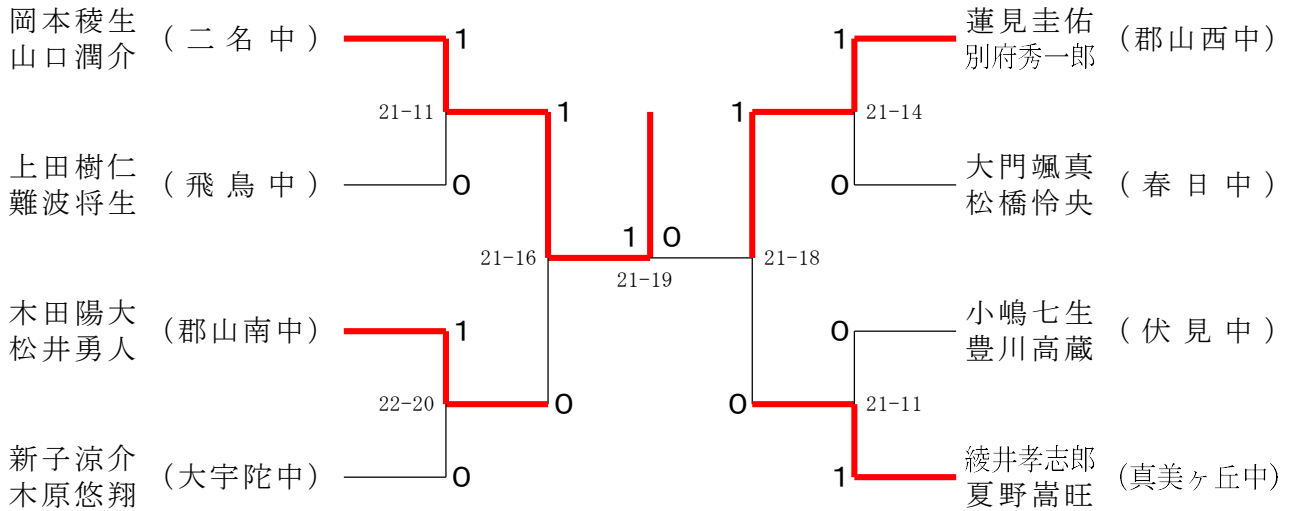 岡本稜生
山口潤介
(二名中)
1
21-11
1
上田樹仁
難波将生
(飛鳥中)
0
21-16
木田陽大
松井勇人
(郡山南中)
1
22-20
0
新子涼介
木原悠翔
(大宇陀中)
0
1
0
21-19
蓮見圭佑
別府秀一郎
(郡山西中)
1
21-14
1
大門颯真
松橋怜央
(春日中)
0
21-18
小嶋七生
豊川高蔵
(伏見中)
0
21-11
0
綾井孝志郎
夏野嵩旺
(真美ヶ丘中)
1